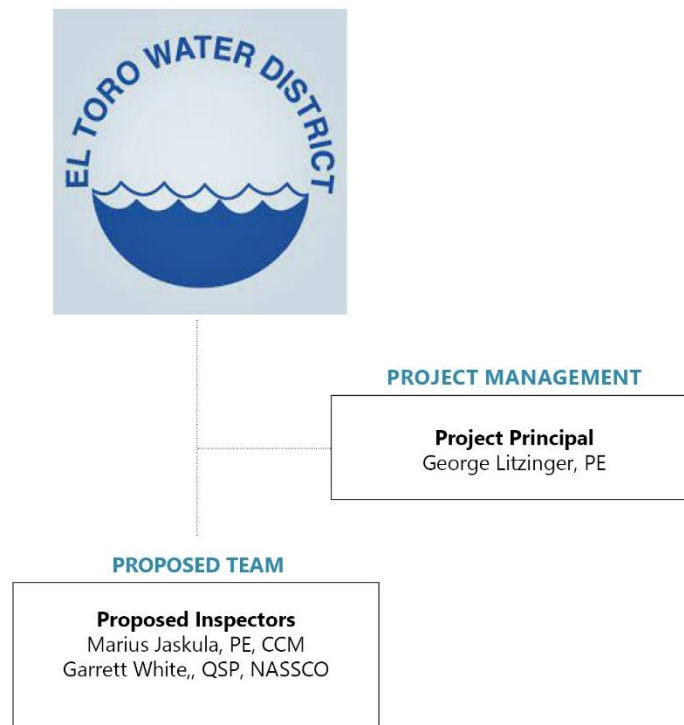 EL TORO WATER DISTRICT
PROJECT MANAGEMENT
Project Principal
George Litzinger, PE
PROPOSED TEAM
Proposed Inspectors
Marius Jaskula, PE, CCM
Garrett White,, QSP, NASSCO